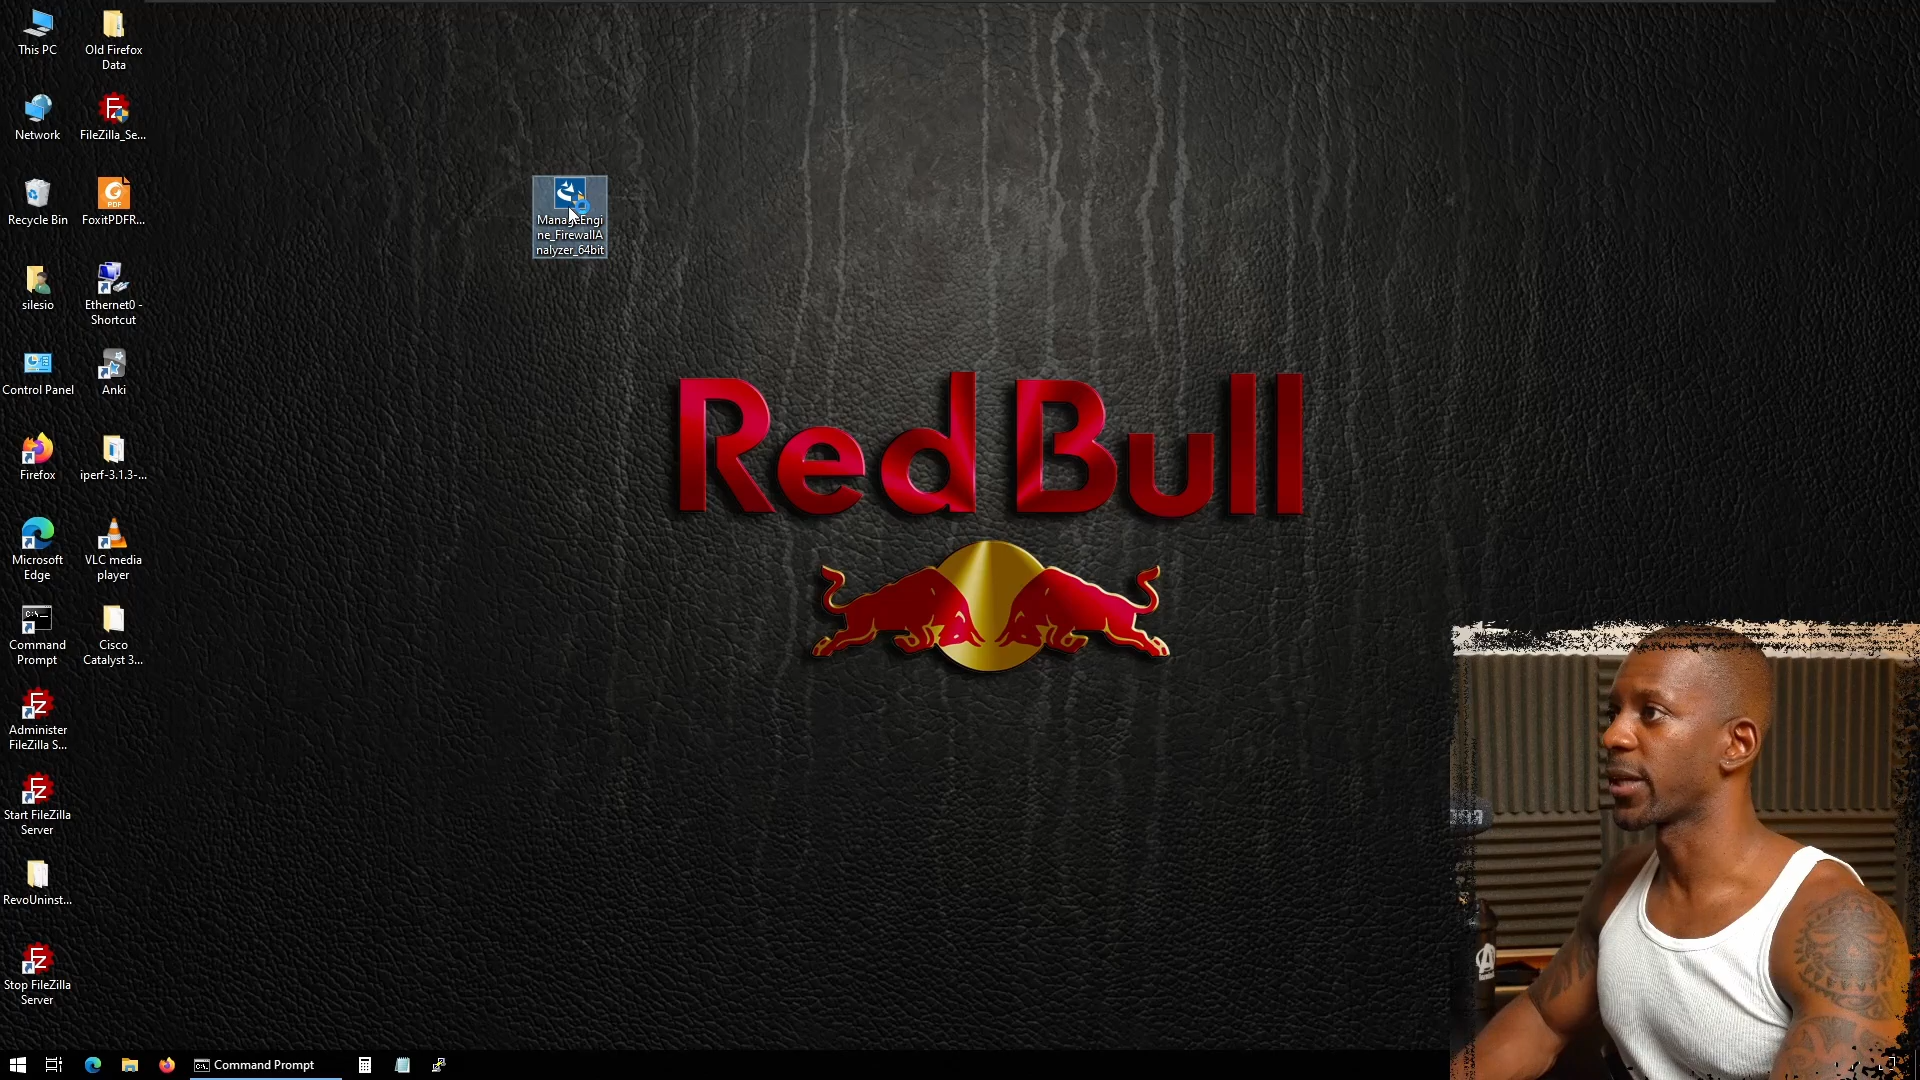 This PC
Old Firefox
Data
Network
FileZilla_Se...
Recycle Bin
FoxitPDFR...
silesio
Ethernet0 -
Shortcut
Control Panel
Anki
Firefox
iperf-3.1.3-...
Microsoft
Edge
VLC media
player
Command
Prompt
Cisco
Catalyst 3...
Administer
FileZilla S...
Start FileZilla
Server
RevoUninst...
Stop FileZilla
Server
ManageEngi
ne_FirewallA
nalyzer_64bit
Red Bull
Command Prompt